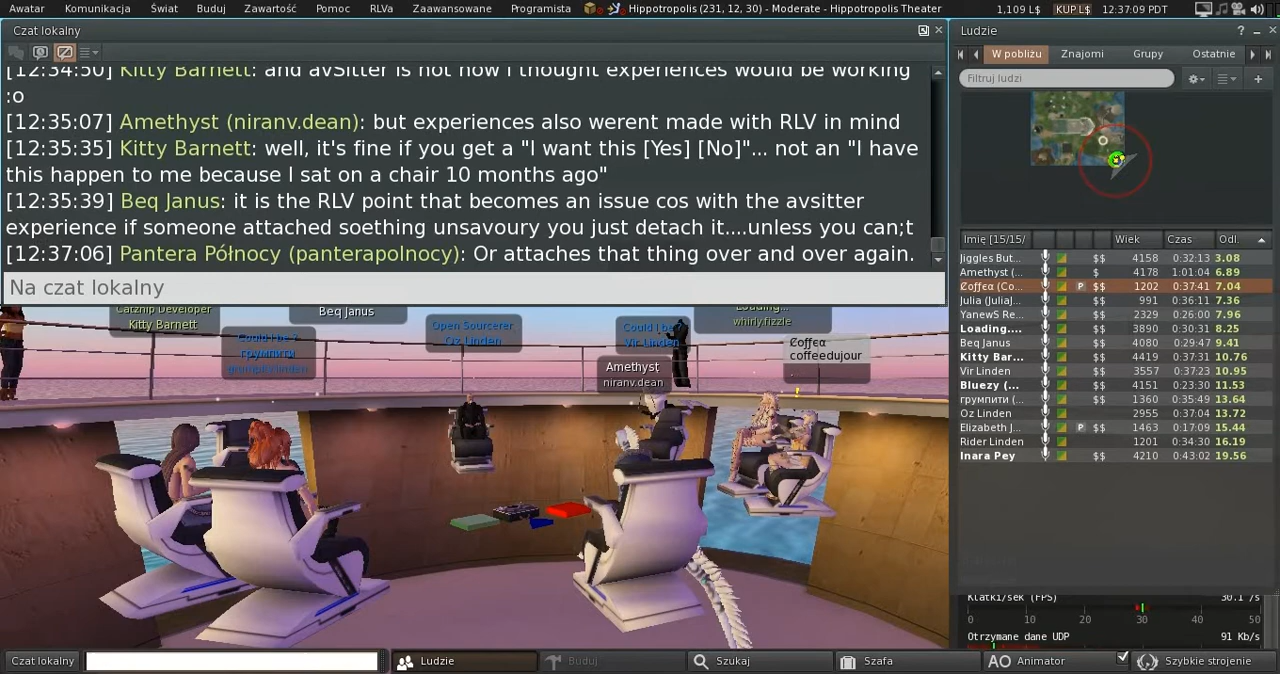 Awatar Komunikacja Świat Buduj Zawartość Pomoc RLVa Zaawansowane Programista Hippotropolis (231, 12, 30) - Moderate - Hippotropolis Theater 1,109 L$ KUP L$ 12:37:09 PDT
Czat lokalny
[12:34:50] Kitty Barnett: and avSitter is not how I thought experiences would be working
:o
[12:35:07] Amethyst (niranv.dean): but experiences also werent made with RLV in mind
[12:35:35] Kitty Barnett: well, it's fine if you get a "I want this [Yes] [No]"... not an "I have
this happen to me because I sat on a chair 10 months ago"
[12:35:39] Beq Janus: it is the RLV point that becomes an issue cos with the avsitter
experience if someone attached soething unsavoury you just detach it....unless you can;t
[12:37:06] Pantera Północy (panterapolnocy): Or attaches that thing over and over again.
Na czat lokalny
Catznip Developer
Kitty Barnett
Beq Janus
Could I be ?
грумпити
grumpity.linden
Open Sourcerer
Oz Linden
Could I be ?
Vir Linden
Loading...
whirly.fizzle
Amethyst
niranv.dean
Coffeα
coffeedujour
Ludzie
W pobliżu Znajomi Grupy Ostatnie
Filtruj ludzi
Imię [15/15/ Wiek Czas Odl.
Jiggles But... $$ 4158 0:32:13 3.08
Amethyst (... $ 4178 1:01:04 6.89
Coffεα (Co... P $$ 1202 0:37:41 7.04
Julia (JuliaJ... $$ 991 0:36:11 7.36
YanewS Re... $$ 2329 0:26:00 7.96
Loading.... $$ 3890 0:30:31 8.25
Beq Janus $$ 4080 0:29:47 9.41
Kitty Bar... $$ 4419 0:37:31 10.76
Vir Linden $$ 3557 0:37:23 10.95
Bluezy (... $$ 4151 0:23:30 11.53
грумпити (... $$ 1360 0:35:49 13.64
Oz Linden 2955 0:37:04 13.72
Elizabeth J... P $$ 1463 0:17:09 15.44
Rider Linden 1201 0:34:30 16.19
Inara Pey $$ 4210 0:43:02 19.56
Klatki/sek (FPS) 30.1 /s
0 10 20 30 40 50
Otrzymane dane UDP 91 Kb/s
Czat lokalny Ludzie Buduj Szukaj Szafa AO Animator Szybkie strojenie